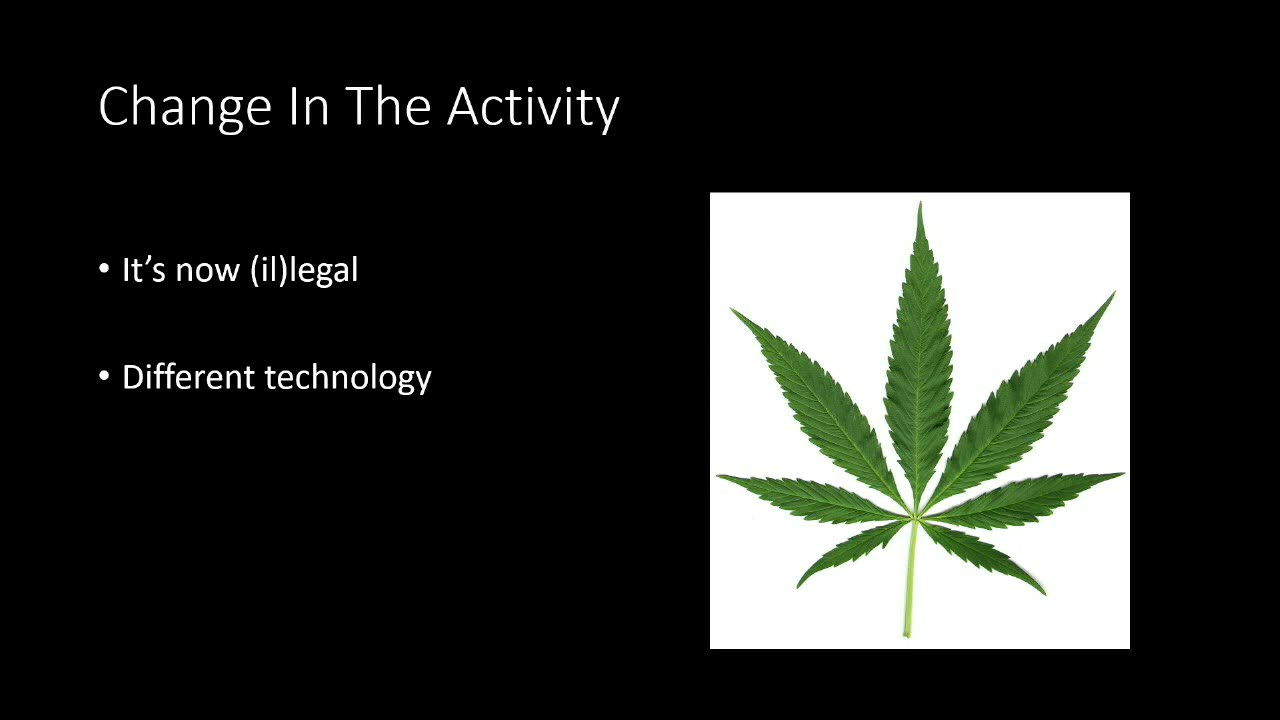 Change In The Activity
• It’s now (il)legal
• Different technology